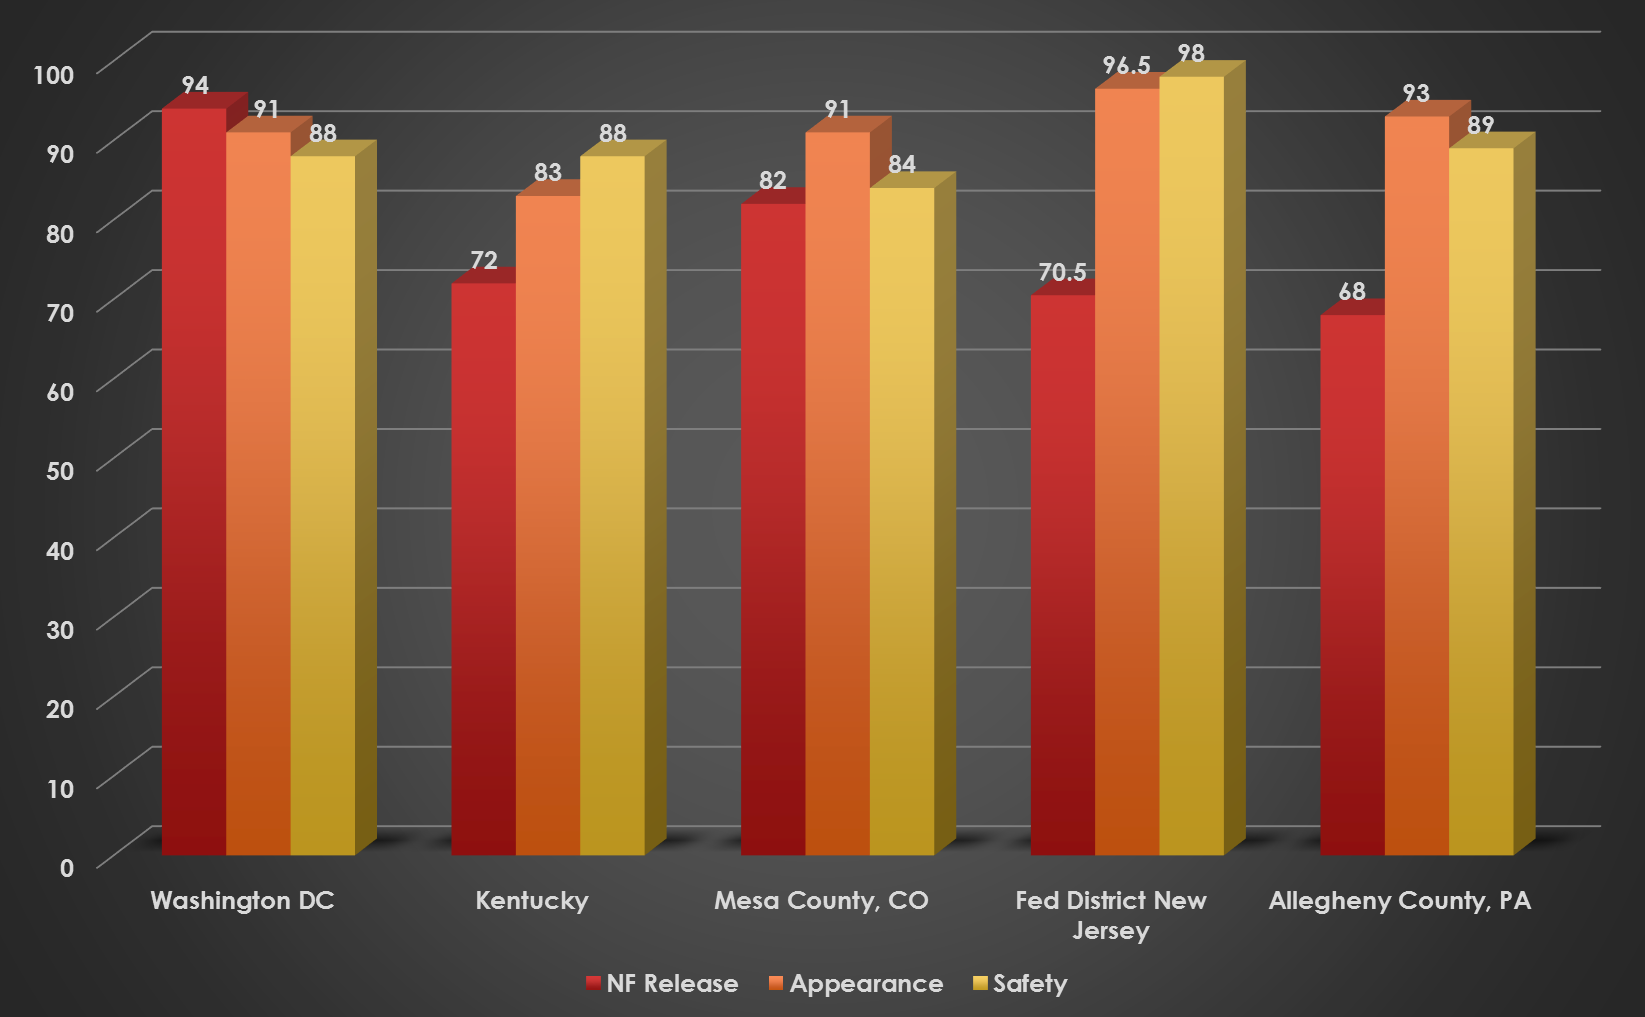 100
90
80
70
60
50
40
30
20
10
0
94
91
88
72
83
88
82
91
84
70.5
96.5
98
68
93
89
Washington DC
Kentucky
Mesa County, CO
Fed District New
Jersey
Allegheny County, PA
NF Release
Appearance
Safety